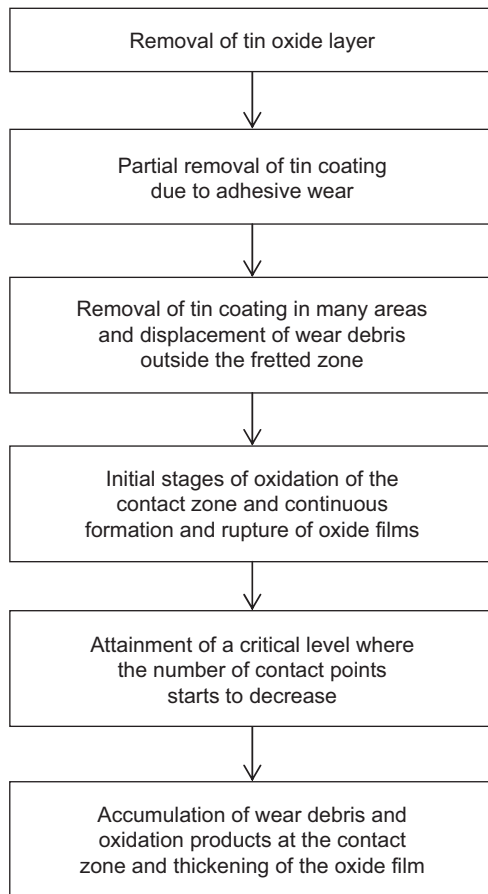 Removal of tin oxide layer
Partial removal of tin coating
due to adhesive wear
Removal of tin coating in many areas
and displacement of wear debris
outside the fretted zone
Initial stages of oxidation of the
contact zone and continuous
formation and rupture of oxide films
Attainment of a critical level where
the number of contact points
starts to decrease
Accumulation of wear debris and
oxidation products at the contact
zone and thickening of the oxide film